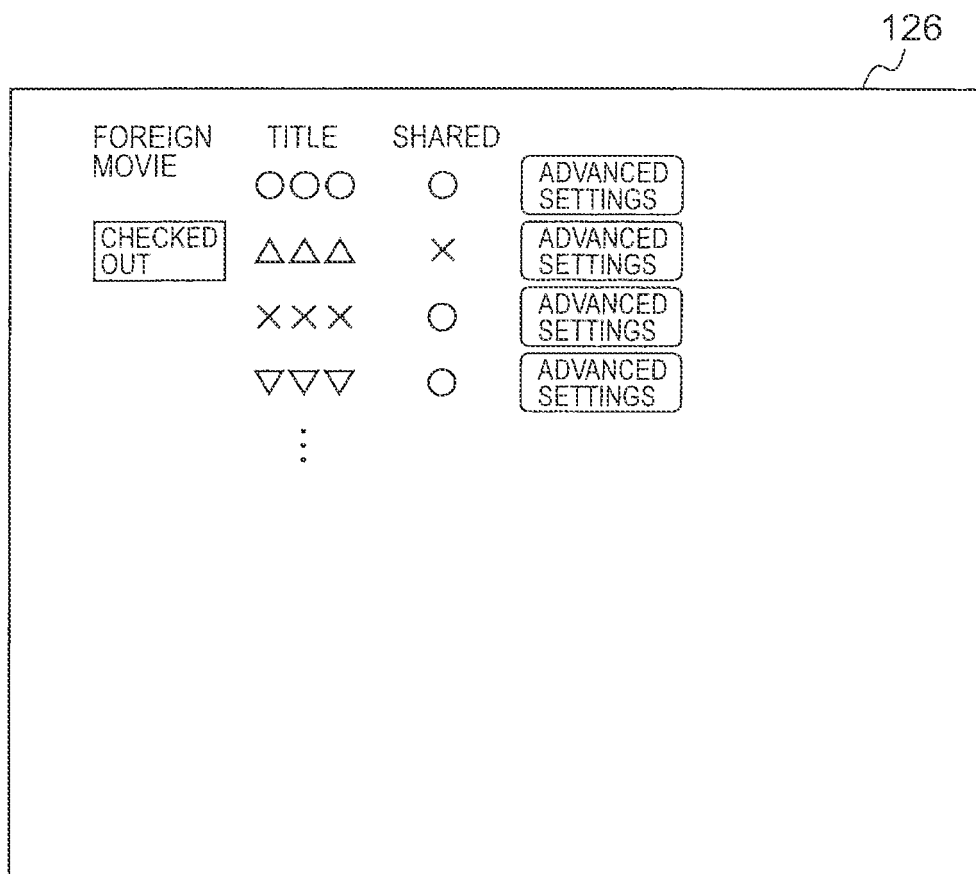 126
FOREIGN MOVIE TITLE SHARED
○○○ ○ ADVANCED SETTINGS
CHECKED OUT △△△ × ADVANCED SETTINGS
××× ○ ADVANCED SETTINGS
▽▽▽ ○ ADVANCED SETTINGS
⋮